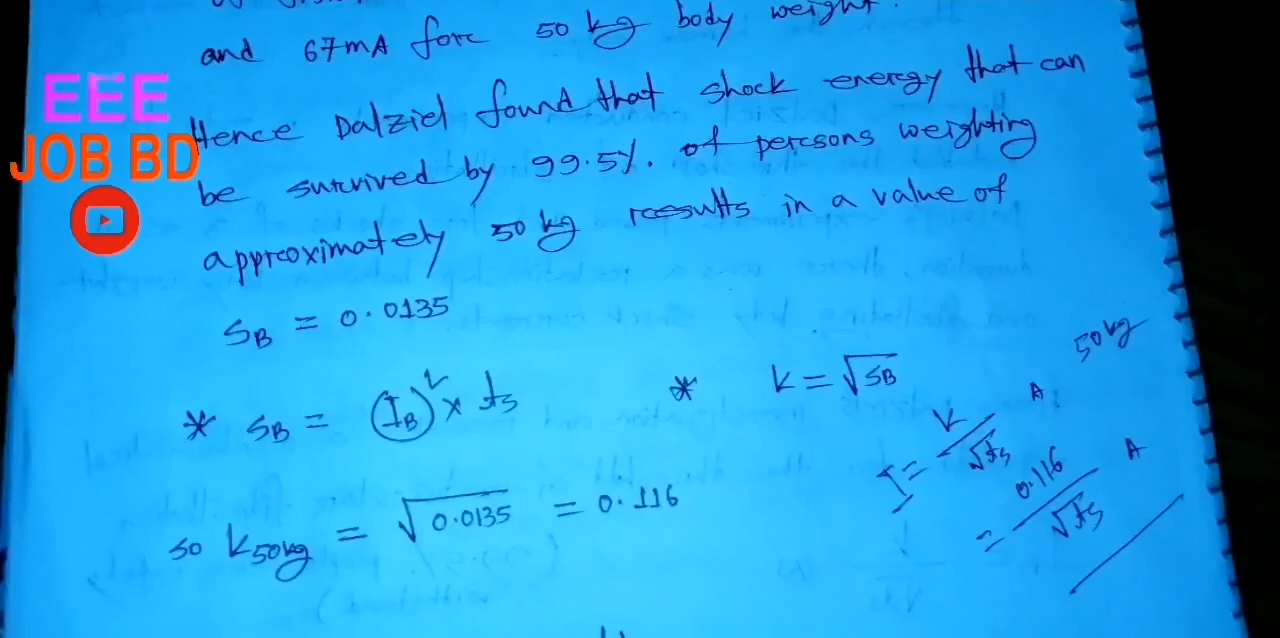 and 67mA for 50 kg body weight.
EEE
JOB BD
Hence Dalziel found that shock energy that can
be survived by 99.5%. of persons weighting
approximately 50 kg results in a value of
SB = 0.0135
* SB = (IB)² × ts
* k = √SB
50kg
I = k/√ts A
= 0.116/√ts A
so k50kg = √0.0135 = 0.116